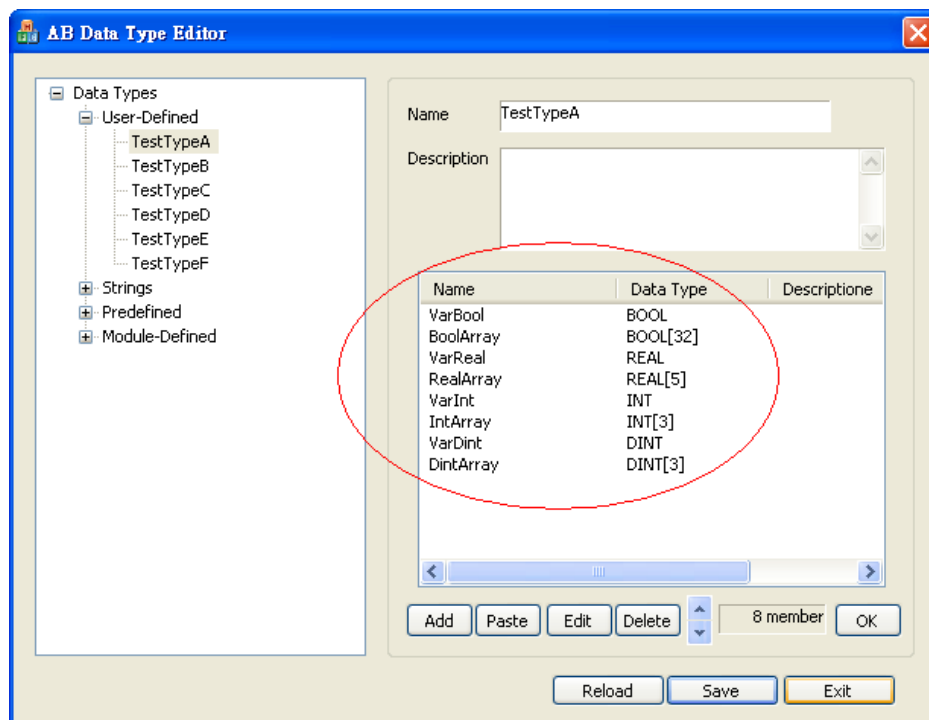 AB Data Type Editor
Data Types
User-Defined
TestTypeA
TestTypeB
TestTypeC
TestTypeD
TestTypeE
TestTypeF
Strings
Predefined
Module-Defined
Name TestTypeA
Description
Name Data Type Descriptione
VarBool BOOL
BoolArray BOOL[32]
VarReal REAL
RealArray REAL[5]
VarInt INT
IntArray INT[3]
VarDint DINT
DintArray DINT[3]
Add Paste Edit Delete 8 member OK
Reload Save Exit